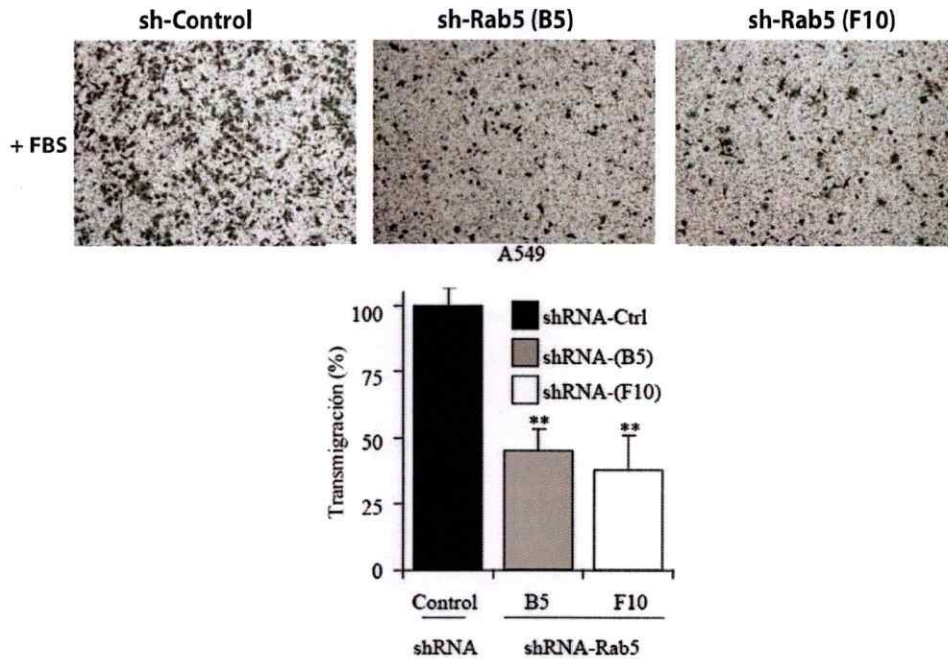 sh-Control
sh-Rab5 (B5)
sh-Rab5 (F10)
+ FBS
A549
Transmigración (%)
100
75
50
25
0
shRNA-Ctrl
shRNA-(B5)
shRNA-(F10)
**
**
Control
B5
F10
shRNA
shRNA-Rab5